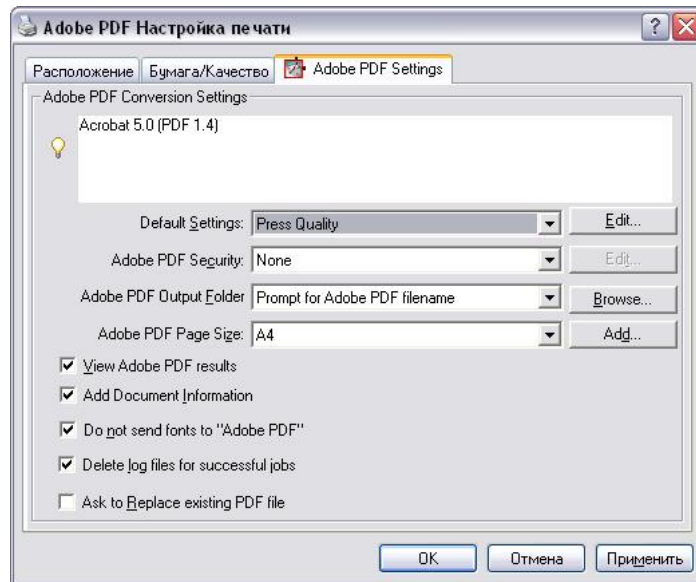 Adobe PDF Настройка печати
Расположение Бумага/Качество Adobe PDF Settings
Adobe PDF Conversion Settings
Acrobat 5.0 (PDF 1.4)
Default Settings: Press Quality Edit...
Adobe PDF Security: None Edit...
Adobe PDF Output Folder Prompt for Adobe PDF filename Browse...
Adobe PDF Page Size: A4 Add...
View Adobe PDF results
Add Document Information
Do not send fonts to "Adobe PDF"
Delete log files for successful jobs
Ask to Replace existing PDF file
OK Отмена Применить